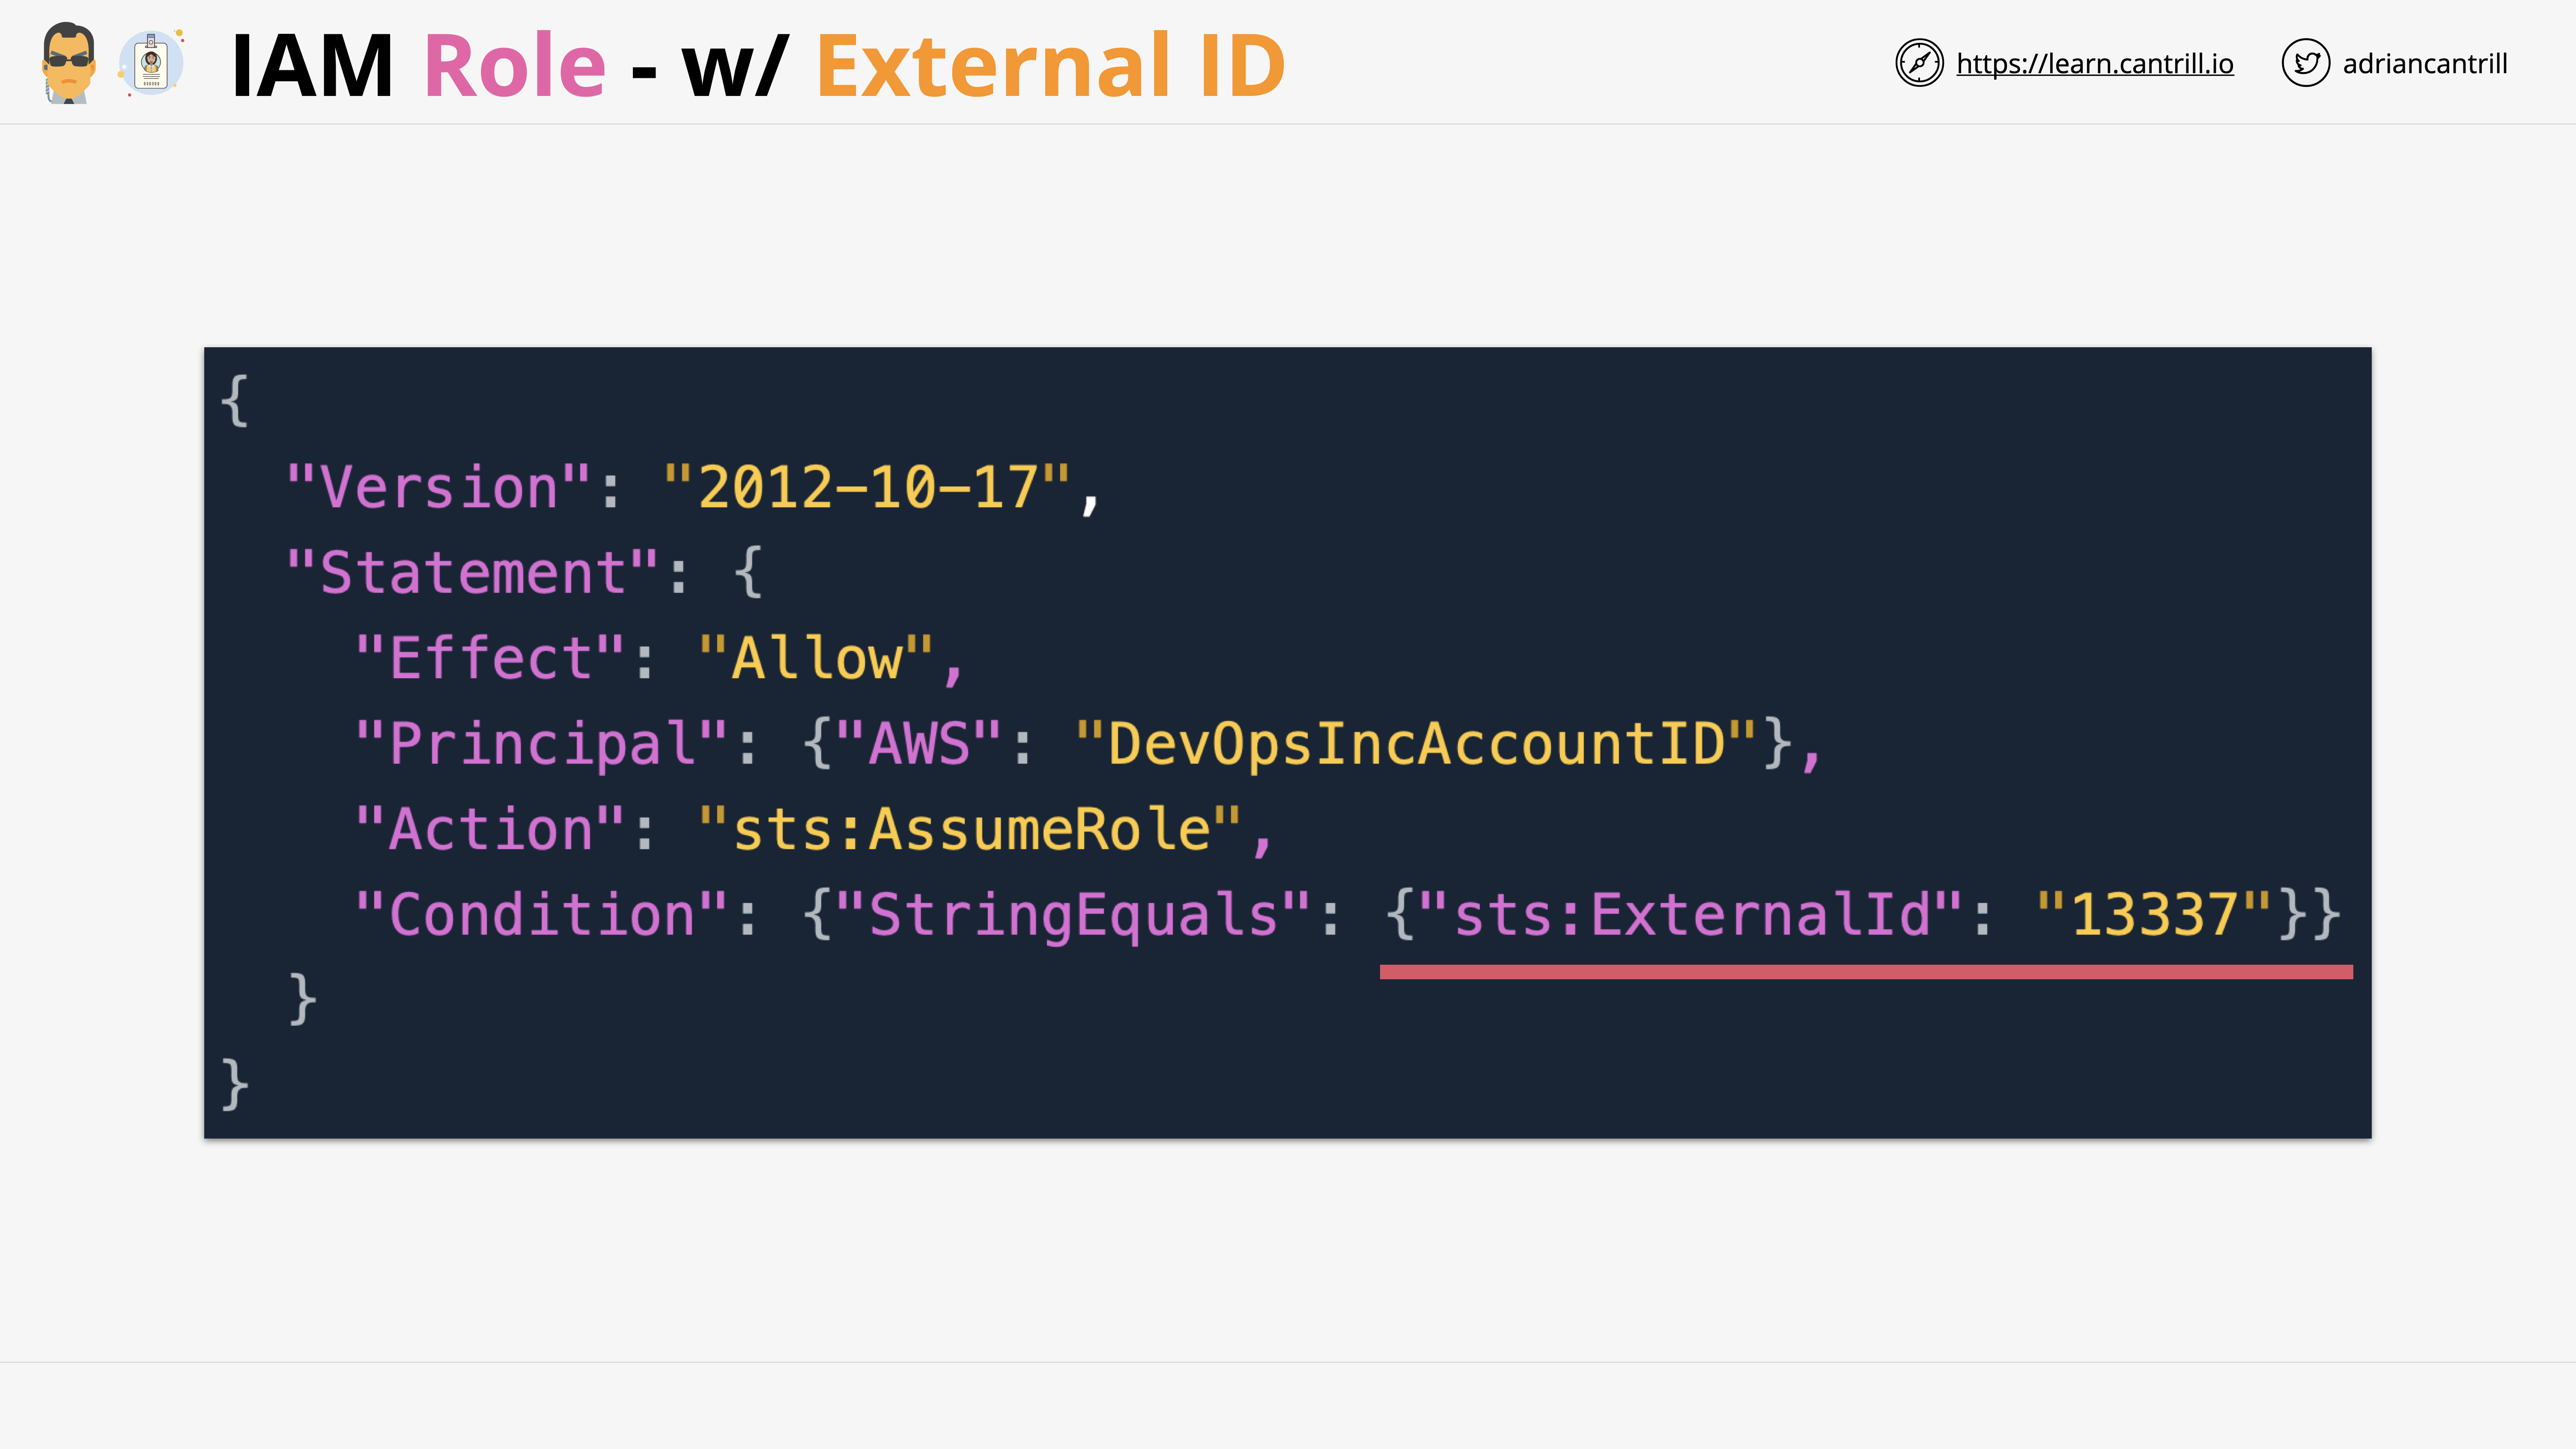 IAM Role - w/ External ID
https://learn.cantrill.io
adriancantrill
{
"Version": "2012-10-17",
"Statement": {
"Effect": "Allow",
"Principal": {"AWS": "DevOpsIncAccountID"},
"Action": "sts:AssumeRole",
"Condition": {"StringEquals": {"sts:ExternalId": "13337"}}
}
}